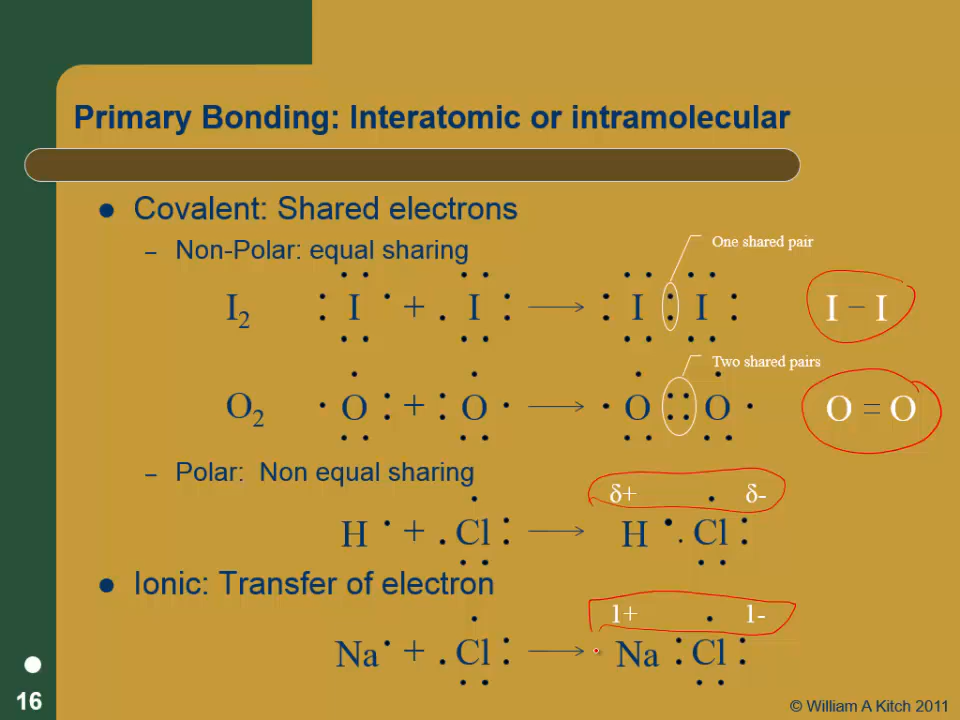 Primary Bonding: Interatomic or intramolecular
Covalent: Shared electrons
– Non-Polar: equal sharing
One shared pair
I2 I + I → I I I – I
Two shared pairs
O2 O + O → O O O = O
– Polar: Non equal sharing
δ+ δ-
H + Cl → H Cl
Ionic: Transfer of electron
1+ 1-
Na + Cl → Na Cl
16
© William A Kitch 2011